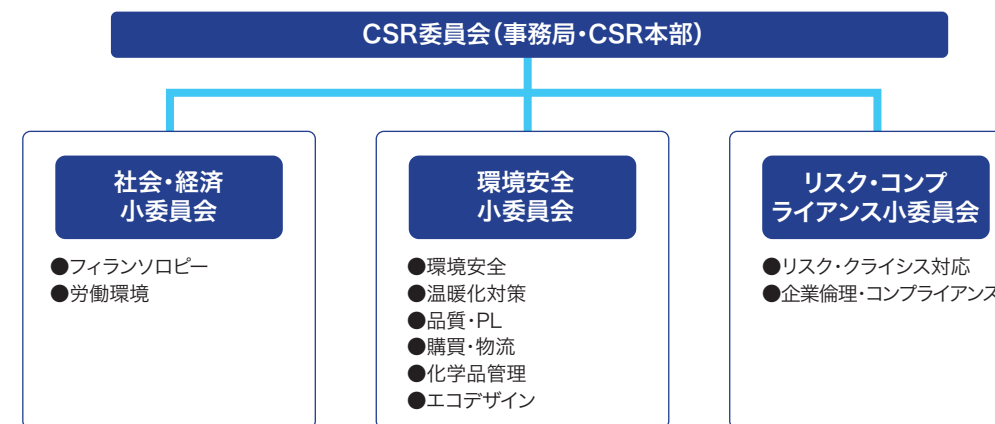 CSR委員会(事務局・CSR本部)
社会・経済
小委員会
●フィランソロピー
●労働環境
環境安全
小委員会
●環境安全
●温暖化対策
●品質・PL
●購買・物流
●化学品管理
●エコデザイン
リスク・コンプ
ライアンス小委員会
●リスク・クライシス対応
●企業倫理・コンプライアンス